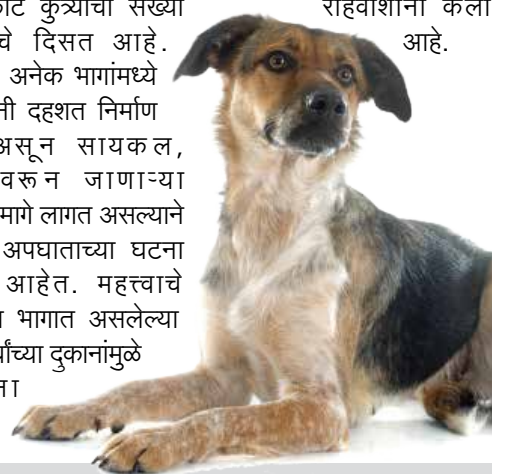 कुत्र्यांची संख्या
चे दिसत आहे.
अनेक भागांमध्ये
नी दहशत निर्माण
असून सायकल,
वरून जाणाऱ्या
मागे लागत असल्याने
अपघाताच्या घटना
आहेत. महत्त्वाचे
भागात असलेल्या
दुकानांमुळे
रहिवाशांनी केली
आहे.